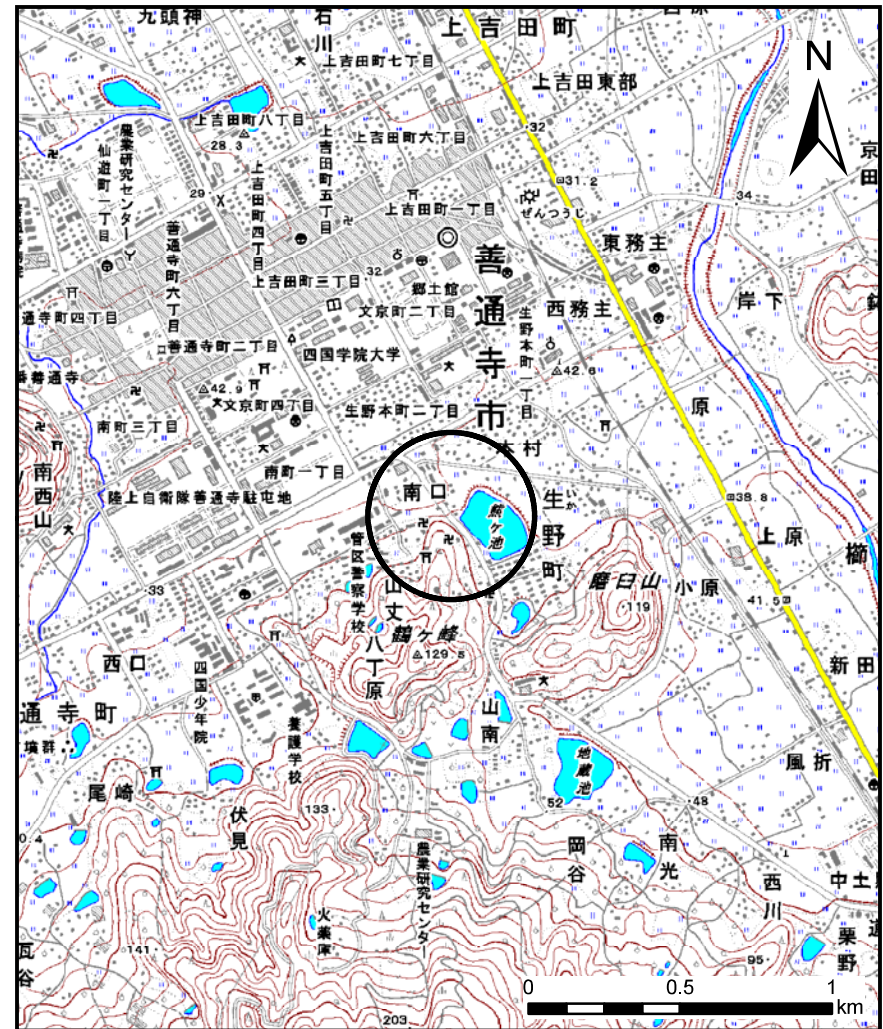 九頭神
石川
上吉田町
上吉田町七丁目
上吉田東部
上吉田町八丁目
28.3
農業研究センター
仙遊町一丁目
上吉田町五丁目
上吉田町六丁目
32
N
京田
29
上吉田町四丁目
上吉田町一丁目
31.2
ぜんつうじ
34
善通寺町六丁目
東務主
善通寺市
上吉田町三丁目
32
郷土館
文京町二丁目
生野本町一丁目
西務主
岸下
通寺町四丁目
善通寺町二丁目
四国学院大学
42.6
番善通寺
42.9
文京町四丁目
生野本町二丁目
原
南町三丁目
木村
南西山
南町一丁目
南口
陸上自衛隊善通寺駐屯地
熊ヶ池
生野町
いか
38.8
上原
櫛
管区警察学校
山丈
磨臼山
119
小原
41.5
33
鶴ヶ峰
129.5
八丁原
西口
四国少年院
新田
通寺町
山南
養護学校
墳群
地蔵池
風折
尾崎
伏見
133
52
48
0.4
岡谷
南光
農業研究センター
西川
中土
火薬庫
141
瓦谷
栗野
95
203
0 0.5 1
km